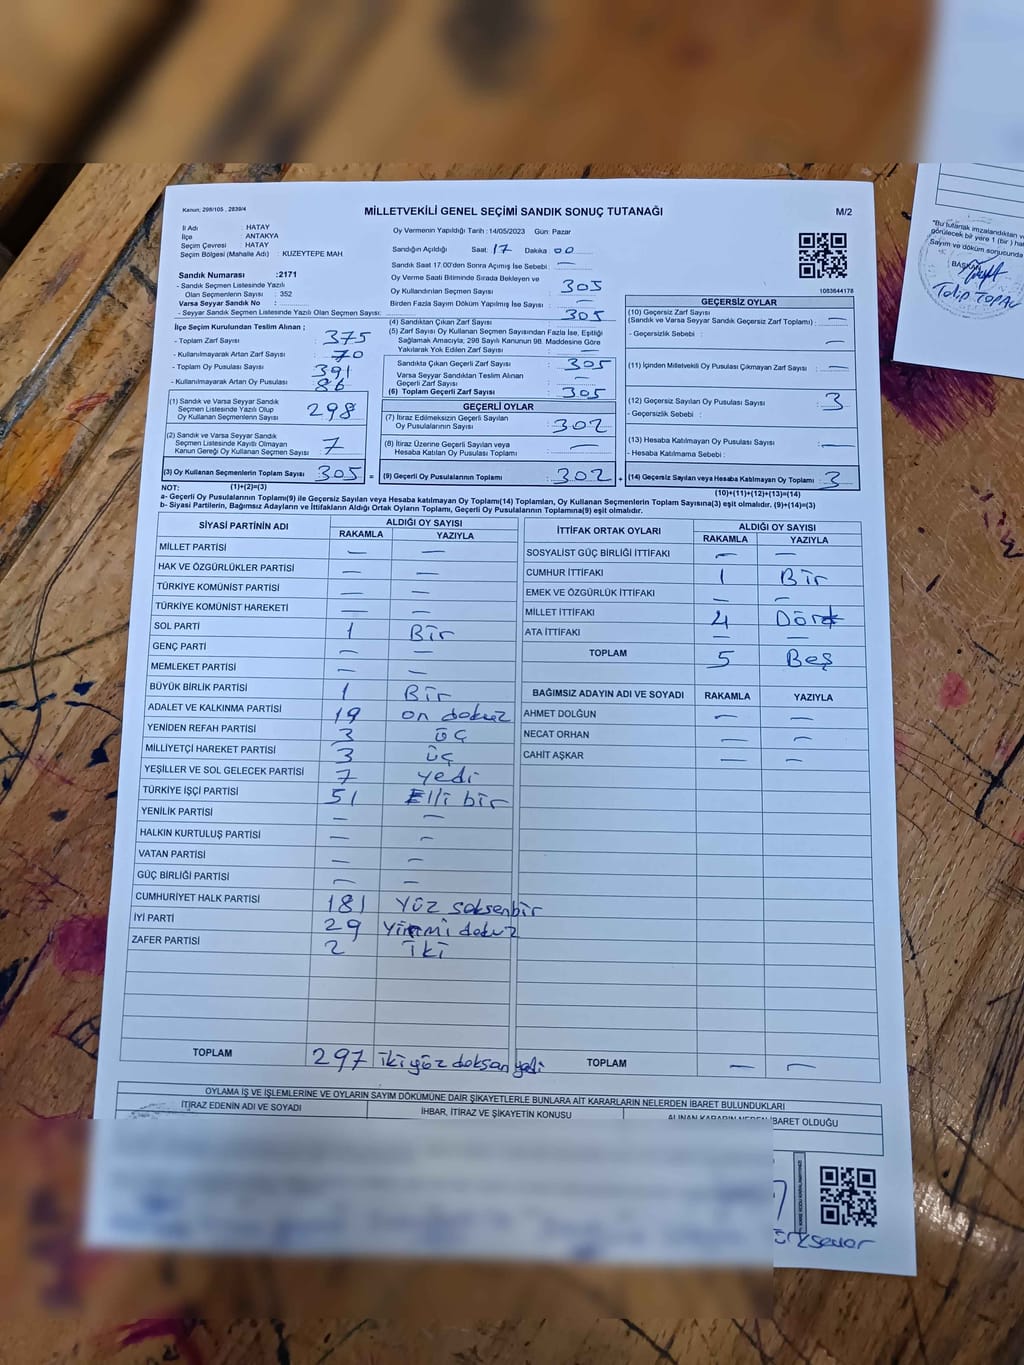 Kanun; 298/105 , 2839/4
MİLLETVEKİLİ GENEL SEÇİMİ SANDIK SONUÇ TUTANAĞI
M/2
İl Adı : HATAY
İlçe : ANTAKYA
Seçim Çevresi : HATAY
Seçim Bölgesi (Mahalle Adı) : KUZEYTEPE MAH
Oy Vermenin Yapıldığı Tarih : 14/05/2023 Gün: Pazar
Sandığın Açıldığı Saat: 17 Dakika 00
Sandık Saat 17.00'den Sonra Açımış İse Sebebi : —
Oy Verme Saati Bitiminde Sırada Bekleyen ve
Oy Kullandırılan Seçmen Sayısı : 305
Birden Fazla Sayım Döküm Yapılmış İse Sayısı : —
1083644178
Sandık Numarası :2171
- Sandık Seçmen Listesinde Yazılı
Olan Seçmenlerin Sayısı : 352
Varsa Seyyar Sandık No :
- Seyyar Sandık Seçmen Listesinde Yazılı Olan Seçmen Sayısı:
İlçe Seçim Kurulundan Teslim Alınan ;
- Toplam Zarf Sayısı : 375
- Kullanılmayarak Artan Zarf Sayısı : 70
- Toplam Oy Pusulası Sayısı : 391
- Kullanılmayarak Artan Oy Pusulası : 86
(1) Sandık ve Varsa Seyyar Sandık
Seçmen Listesinde Yazılı Olup
Oy Kullanan Seçmenlerin Sayısı : 298
(2) Sandık ve Varsa Seyyar Sandık
Seçmen Listesinde Kayıtlı Olmayan
Kanun Gereği Oy Kullanan Seçmen Sayısı : 7
(3) Oy Kullanan Seçmenlerin Toplam Sayısı : 305 =
(4) Sandıktan Çıkan Zarf Sayısı : 305
(5) Zarf Sayısı Oy Kullanan Seçmen Sayısından Fazla İse, Eşitliği
Sağlamak Amacıyla; 298 Sayılı Kanunun 98. Maddesine Göre
Yakılarak Yok Edilen Zarf Sayısı : —
Sandıkta Çıkan Geçerli Zarf Sayısı : 305
Varsa Seyyar Sandıktan Teslim Alınan
Geçerli Zarf Sayısı : —
(6) Toplam Geçerli Zarf Sayısı : 305
GEÇERLİ OYLAR
(7) İtiraz Edilmeksizin Geçerli Sayılan
Oy Pusulalarının Sayısı : 302
(8) İtiraz Üzerine Geçerli Sayılan veya
Hesaba Katılan Oy Pusulası Toplamı : —
(9) Geçerli Oy Pusulalarının Toplamı : 302 +
GEÇERSİZ OYLAR
(10) Geçersiz Zarf Sayısı
(Sandık ve Varsa Seyyar Sandık Geçersiz Zarf Toplamı) : —
- Geçersizlik Sebebi : —
(11) İçinden Milletvekili Oy Pusulası Çıkmayan Zarf Sayısı : —
(12) Geçersiz Sayılan Oy Pusulası Sayısı : 3
- Geçersizlik Sebebi :
(13) Hesaba Katılmayan Oy Pusulası Sayısı : —
- Hesaba Katılmama Sebebi :
(14) Geçersiz Sayılan veya Hesaba Katılmayan Oy Toplamı : 3
(10)+(11)+(12)+(13)=(14)
NOT: (1)+(2)=(3)
a- Geçerli Oy Pusulalarının Toplamı(9) ile Geçersiz Sayılan veya Hesaba katılmayan Oy Toplamı(14) Toplamları, Oy Kullanan Seçmenlerin Toplam Sayısına(3) eşit olmalıdır. (9)+(14)=(3)
b- Siyasi Partilerin, Bağımsız Adayların ve İttifakların Aldığı Ortak Oyların Toplamı, Geçerli Oy Pusulalarının Toplamına(9) eşit olmalıdır.
SİYASİ PARTİNİN ADI ALDIĞI OY SAYISI
RAKAMLA YAZIYLA
MİLLET PARTİSİ — —
HAK VE ÖZGÜRLÜKLER PARTİSİ — —
TÜRKİYE KOMÜNİST PARTİSİ — —
TÜRKİYE KOMÜNİST HAREKETİ — —
SOL PARTİ 1 Bir
GENÇ PARTİ — —
MEMLEKET PARTİSİ — —
BÜYÜK BİRLİK PARTİSİ 1 Bir
ADALET VE KALKINMA PARTİSİ 19 on dokuz
YENİDEN REFAH PARTİSİ 3 üç
MİLLİYETÇİ HAREKET PARTİSİ 3 üç
YEŞİLLER VE SOL GELECEK PARTİSİ 7 yedi
TÜRKİYE İŞÇİ PARTİSİ 51 Elli bir
YENİLİK PARTİSİ — —
HALKIN KURTULUŞ PARTİSİ — —
VATAN PARTİSİ — —
GÜÇ BİRLİĞİ PARTİSİ — —
CUMHURİYET HALK PARTİSİ 181 Yüz seksenbir
İYİ PARTİ 29 Yirmi dokuz
ZAFER PARTİSİ 2 iki
TOPLAM 297 iki yüz doksan yedi
İTTİFAK ORTAK OYLARI ALDIĞI OY SAYISI
RAKAMLA YAZIYLA
SOSYALİST GÜÇ BİRLİĞİ İTTİFAKI — —
CUMHUR İTTİFAKI 1 Bir
EMEK VE ÖZGÜRLÜK İTTİFAKI — —
MİLLET İTTİFAKI 4 Dört
ATA İTTİFAKI — —
TOPLAM 5 Beş
BAĞIMSIZ ADAYIN ADI VE SOYADI RAKAMLA YAZIYLA
AHMET DOLĞUN — —
NECAT ORHAN — —
CAHİT AŞKAR — —
TOPLAM — —
OYLAMA İŞ VE İŞLEMLERİNE VE OYLARIN SAYIM DÖKÜMÜNE DAİR ŞİKAYETLERLE BUNLARA AİT KARARLARIN NELERDEN İBARET BULUNDUKLARI
İTİRAZ EDENİN ADI VE SOYADI İHBAR, İTİRAZ VE ŞİKAYETİN KONUSU ALINAN KARARIN NEDEN İBARET OLDUĞU
"Bu tutanak imzalandıktan
görülecek bir yere 1 (bir)
Sayım ve döküm sonucunda
BAŞKAN
Talip TOPAL